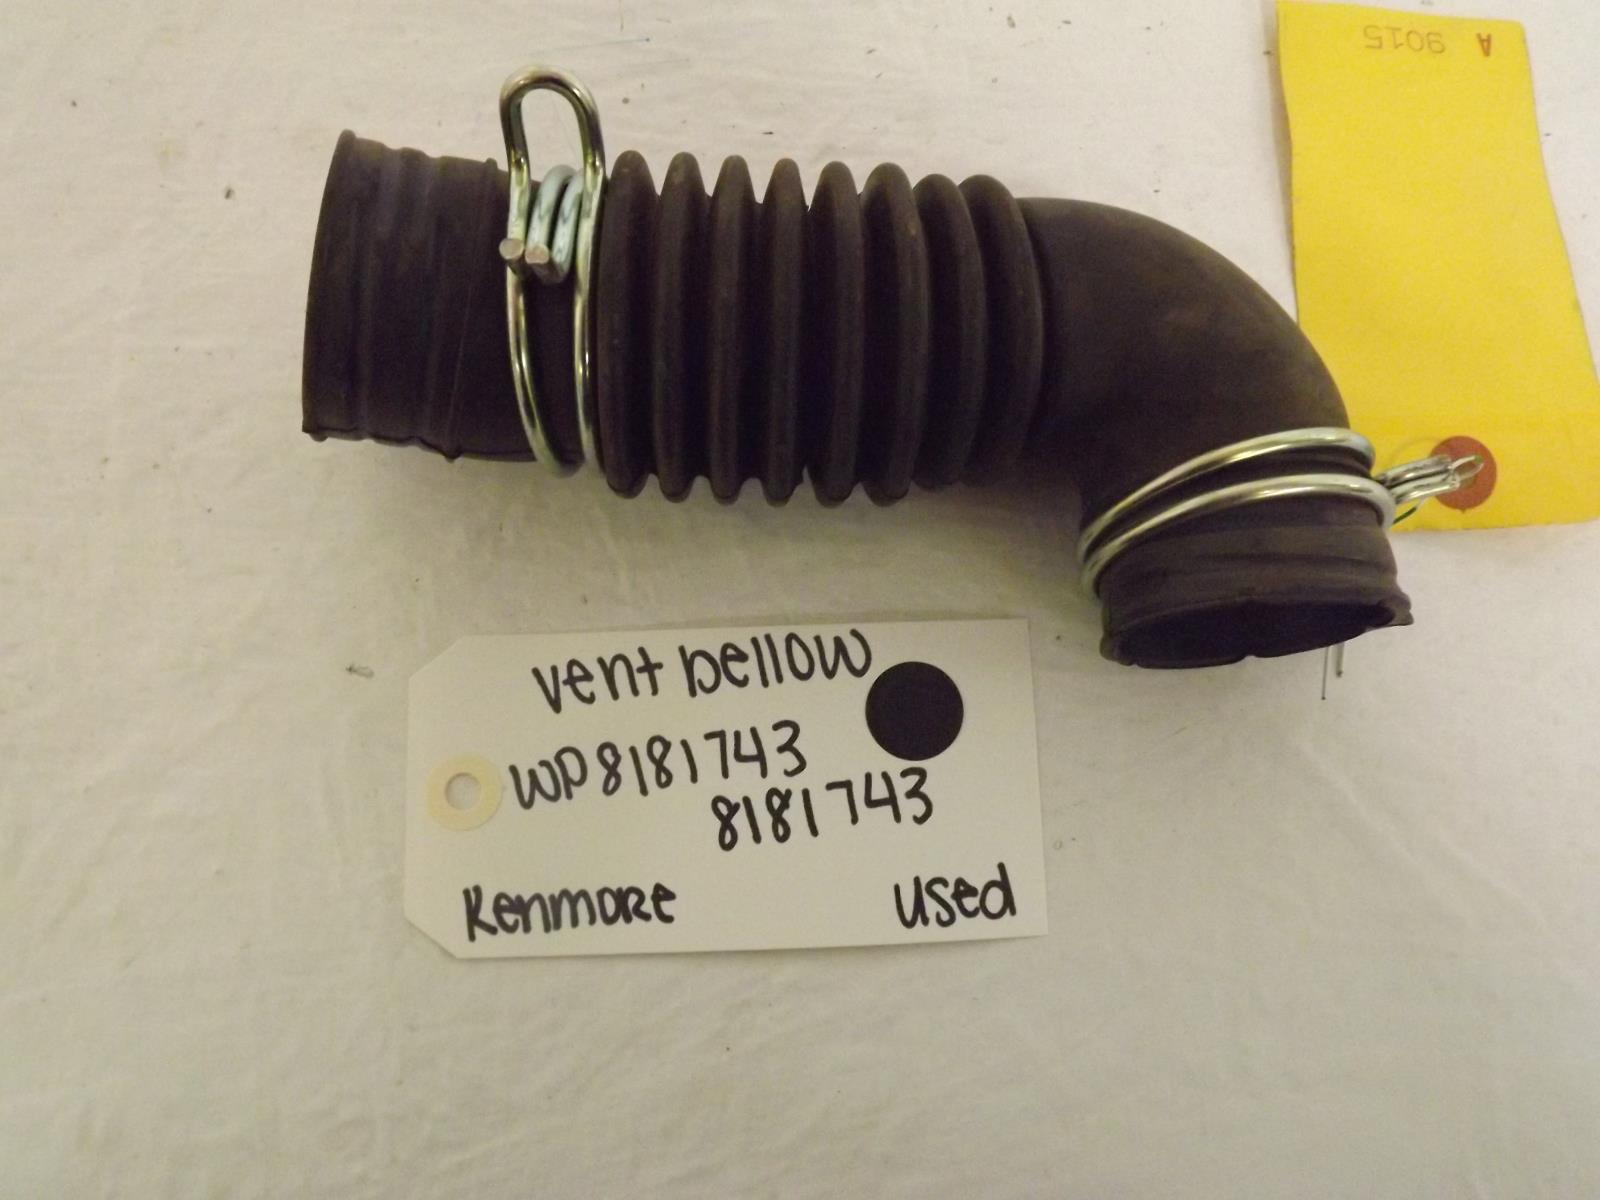 A 9015
vent bellow
WP8181743
8181743
Kenmore
Used